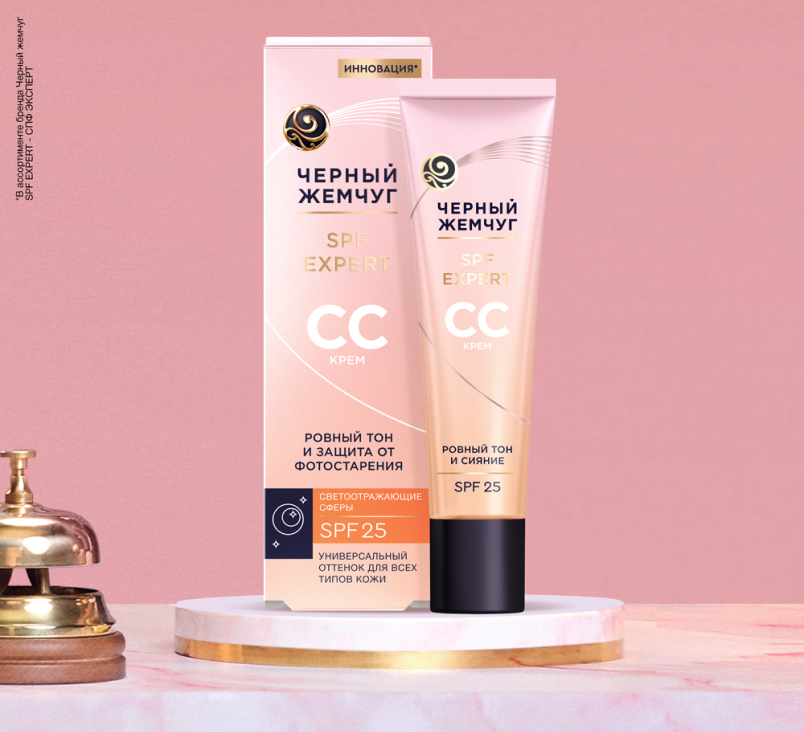 *В ассортименте бренда Черный жемчуг
SPF EXPERT - СПФ ЭКСПЕРТ
ИННОВАЦИЯ*
ЧЕРНЫЙ
ЖЕМЧУГ
SPF
EXPERT
CC
КРЕМ
РОВНЫЙ ТОН
И ЗАЩИТА ОТ
ФОТОСТАРЕНИЯ
СВЕТООТРАЖАЮЩИЕ
СФЕРЫ
SPF 25
УНИВЕРСАЛЬНЫЙ
ОТТЕНОК ДЛЯ ВСЕХ
ТИПОВ КОЖИ
ЧЕРНЫЙ
ЖЕМЧУГ
SPF
EXPERT
CC
КРЕМ
РОВНЫЙ ТОН
И СИЯНИЕ
SPF 25